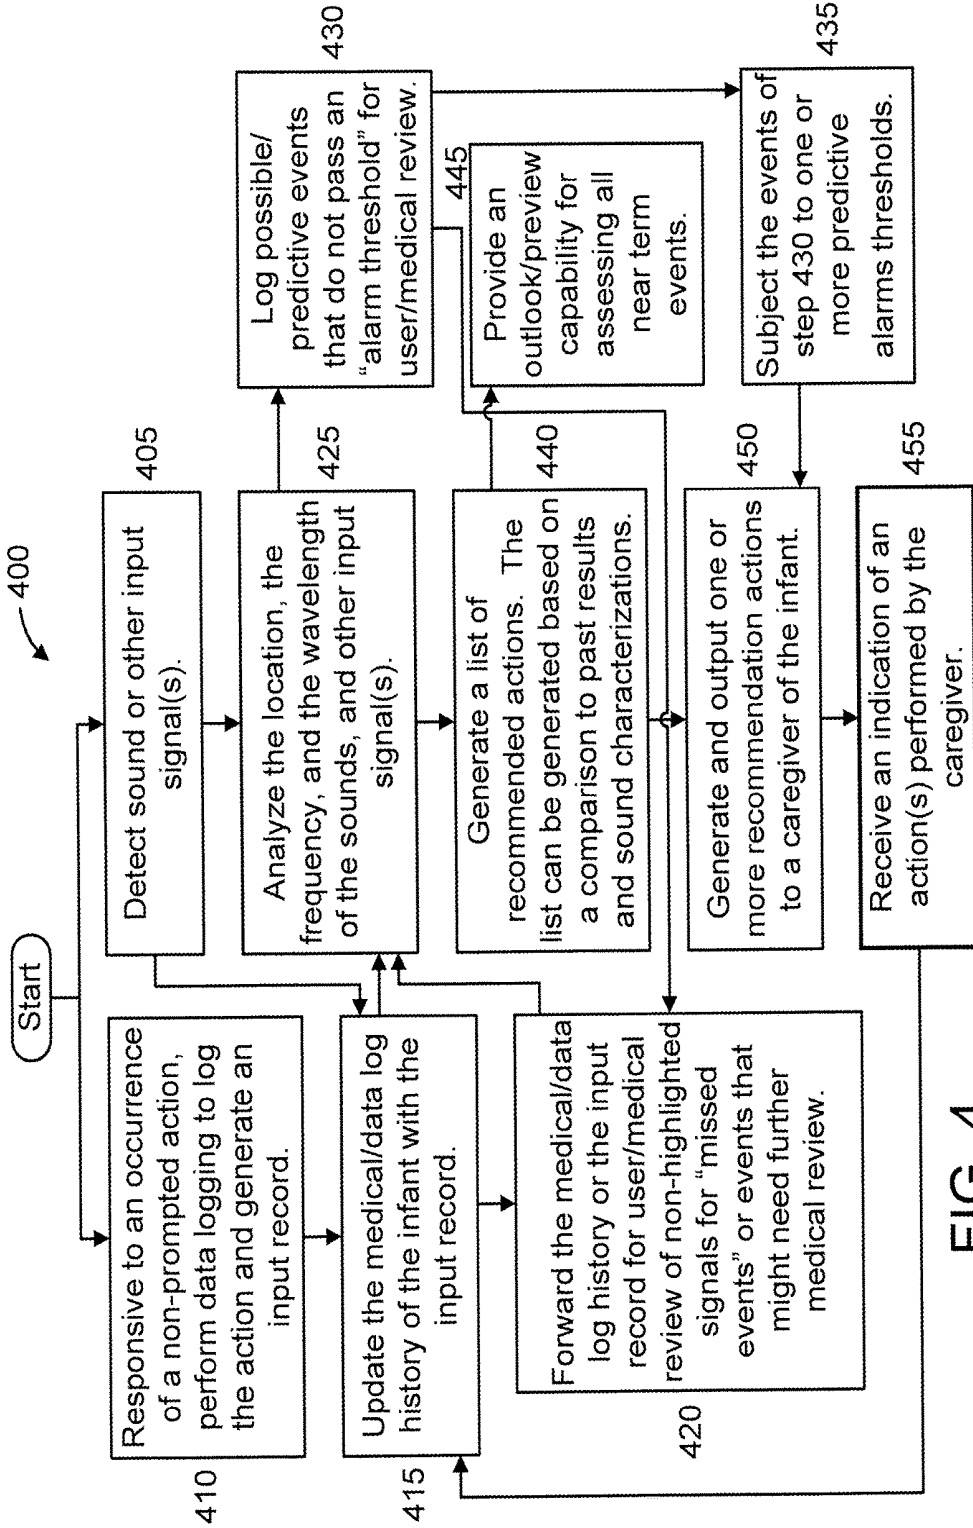 400
Start
Responsive to an occurrence
of a non-prompted action,
perform data logging to log
the action and generate an
input record.
410
Detect sound or other input
signal(s).
405
Update the medical/data log
history of the infant with the
input record.
415
Analyze the location, the
frequency, and the wavelength
of the sounds, and other input
signal(s).
425
Log possible/
predictive events
that do not pass an
“alarm threshold” for
user/medical review.
430
Forward the medical/data
log history or the input
record for user/medical
review of non-highlighted
signals for “missed
events” or events that
might need further
medical review.
420
Generate a list of
recommended actions. The
list can be generated based on
a comparison to past results
and sound characterizations.
440
Provide an
outlook/preview
capability for
assessing all
near term
events.
445
Generate and output one or
more recommendation actions
to a caregiver of the infant.
450
Subject the events of
step 430 to one or
more predictive
alarms thresholds.
435
Receive an indication of an
action(s) performed by the
caregiver.
455
FIG. 4